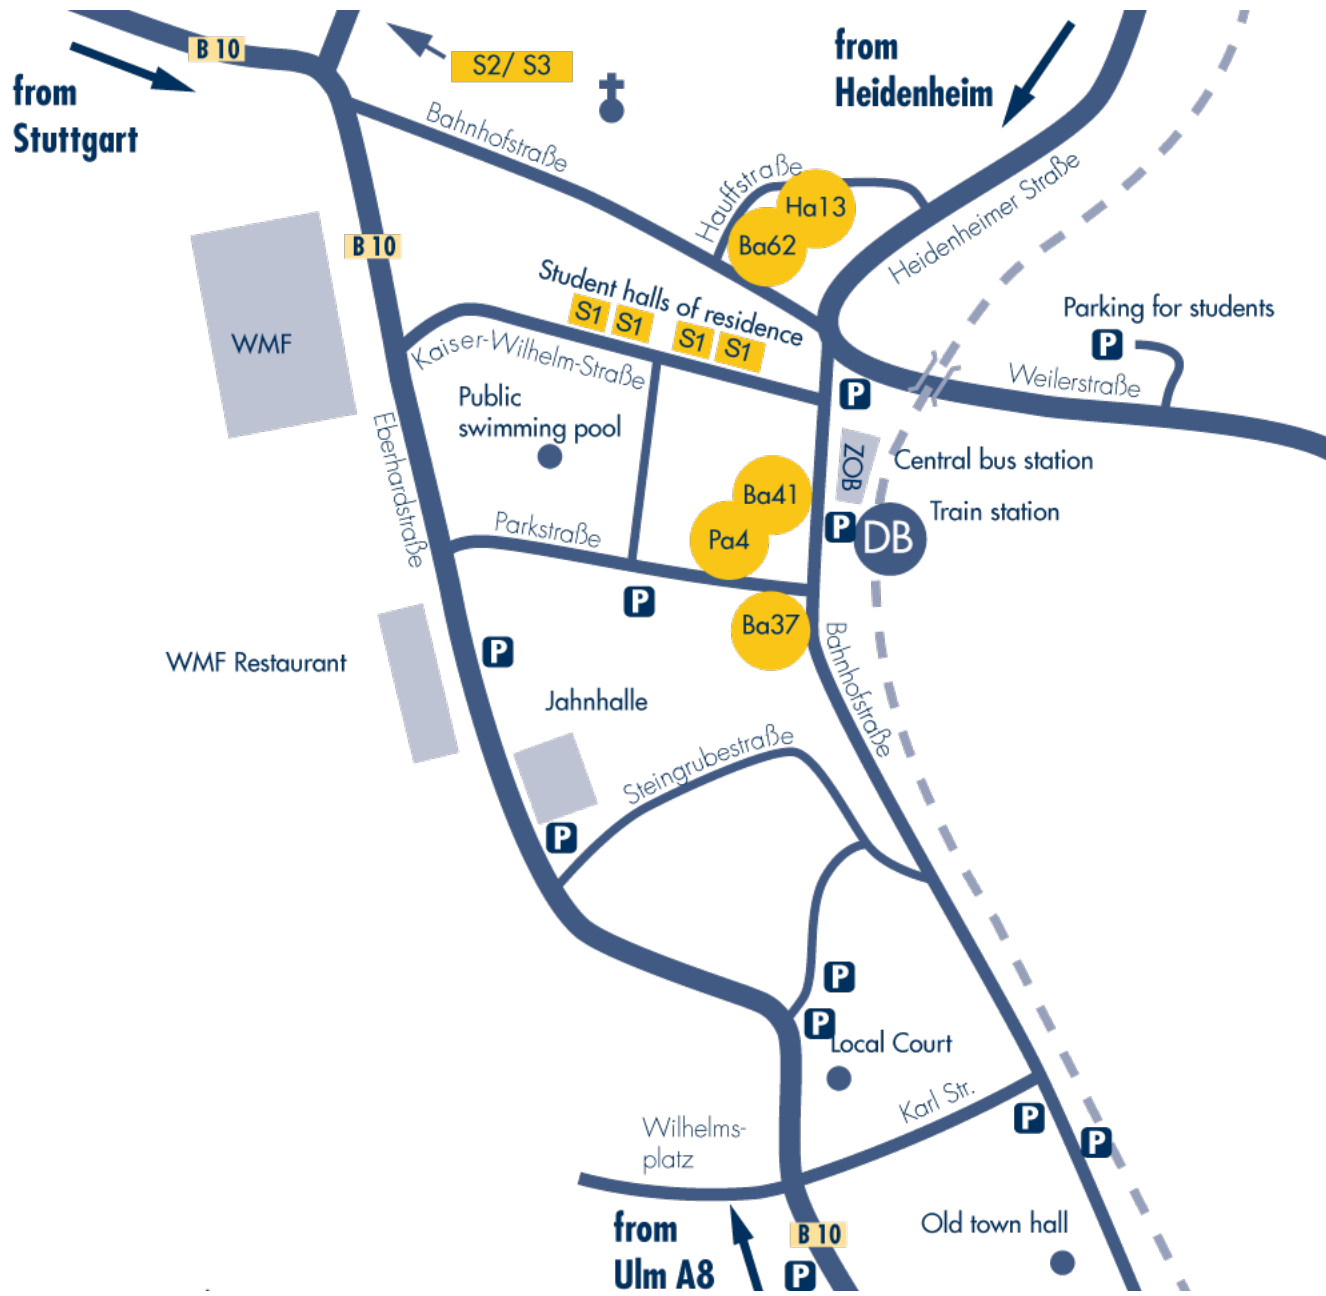 B 10
from
Stuttgart
S2/ S3
from
Heidenheim
Bahnhofstraße
Hauffstraße
Ha13
Ba62
Heidenheimer Straße
B 10
WMF
Student halls of residence
S1
S1
S1
S1
Kaiser-Wilhelm-Straße
Parking for students
P
Weilerstraße
P
Public
swimming pool
Eberhardstraße
ZOB
Central bus station
Ba41
Pa4
Parkstraße
P
DB
Train station
P
Ba37
Bahnhofstraße
P
WMF Restaurant
Jahnhalle
Steingrubestraße
P
P
P
Local Court
Karl Str.
P
P
Wilhelms-
platz
from
Ulm A8
B 10
P
Old town hall